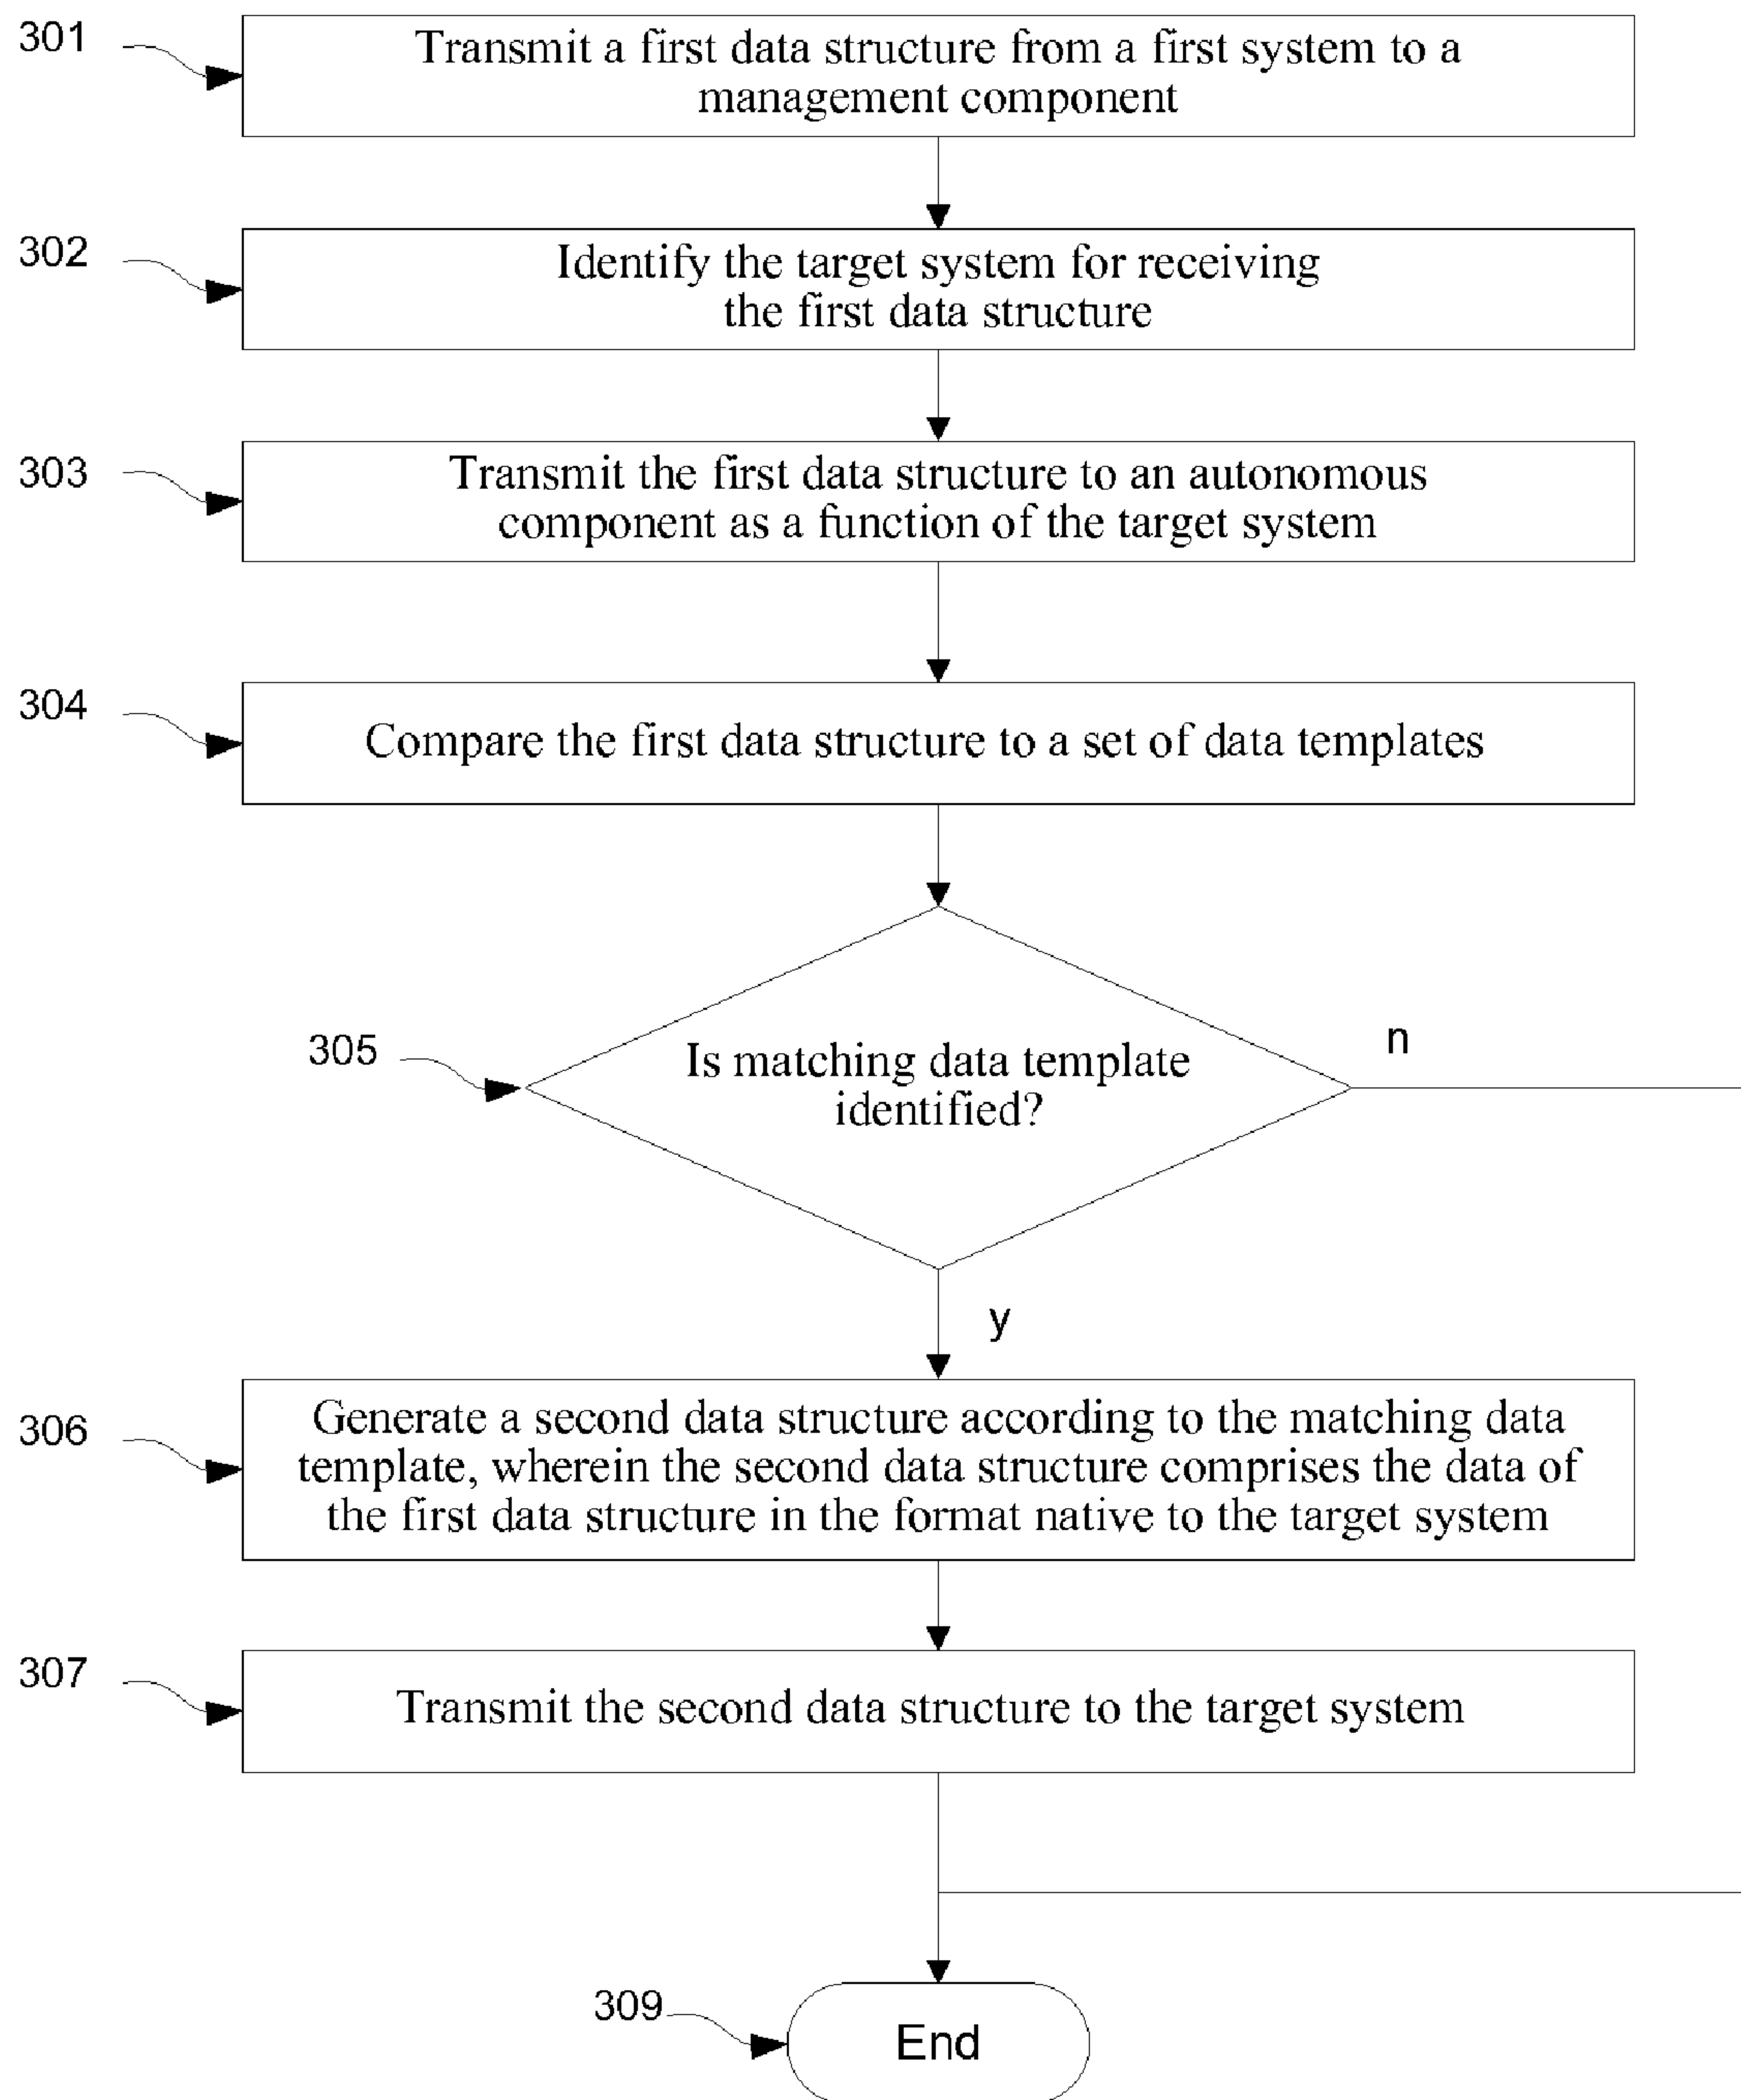 301
Transmit a first data structure from a first system to a
management component
302
Identify the target system for receiving
the first data structure
303
Transmit the first data structure to an autonomous
component as a function of the target system
304
Compare the first data structure to a set of data templates
305
Is matching data template
identified?
n
y
306
Generate a second data structure according to the matching data
template, wherein the second data structure comprises the data of
the first data structure in the format native to the target system
307
Transmit the second data structure to the target system
309
End